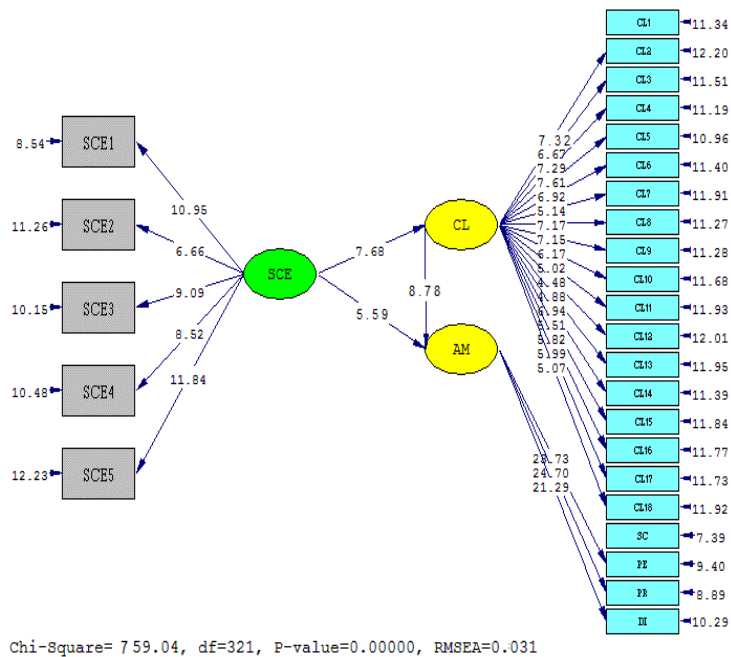 8.54
SCE1
11.26
SCE2
10.15
SCE3
10.48
SCE4
12.23
SCE5
10.95
6.66
9.09
8.52
11.84
SCE
7.68
5.59
CL
8.78
AM
7.32
6.67
7.29
7.61
6.92
5.14
7.17
7.15
6.17
5.02
4.48
4.88
6.94
5.99
5.07
24.70
21.29
CL1 11.34
CL2 12.20
CL3 11.51
CL4 11.19
CL5 10.96
CL6 11.40
CL7 11.91
CL8 11.27
CL9 11.28
CL10 11.68
CL11 11.93
CL12 12.01
CL13 11.95
CL14 11.39
CL15 11.84
CL16 11.77
CL17 11.73
CL18 11.92
SC 7.39
PE 9.40
PR 8.89
DI 10.29
Chi-Square= 759.04, df=321, P-value=0.00000, RMSEA=0.031